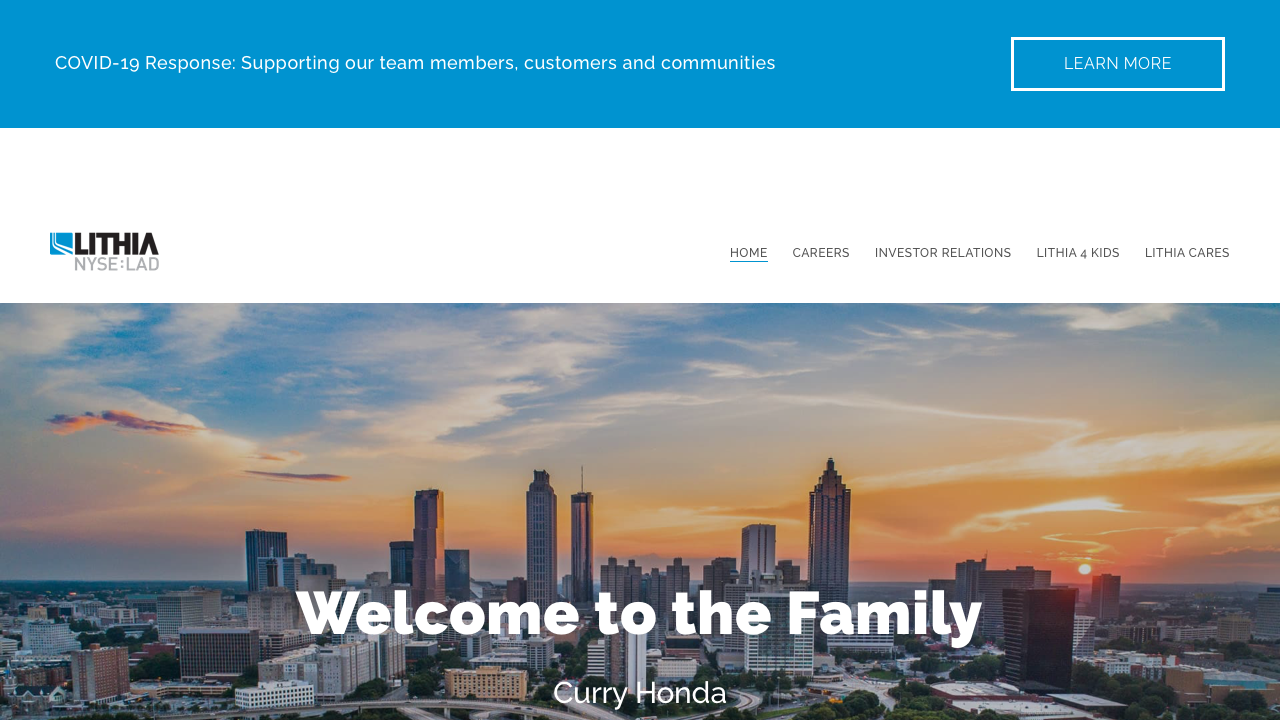 COVID-19 Response: Supporting our team members, customers and communities
LEARN MORE
LITHIA
NYSE:LAD
HOME
CAREERS
INVESTOR RELATIONS
LITHIA 4 KIDS
LITHIA CARES
Welcome to the Family
Curry Honda